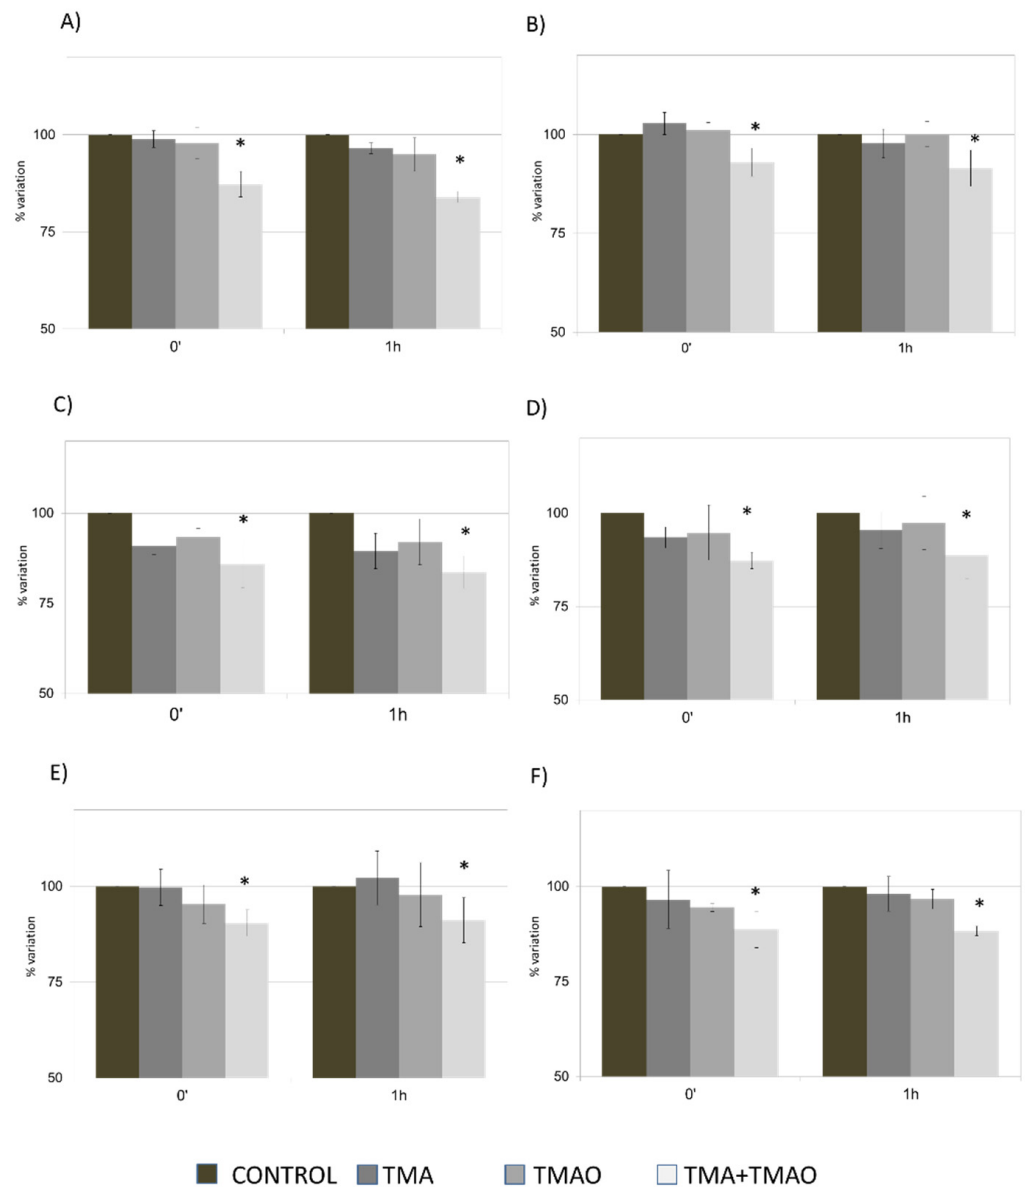 A)
% variation
100
*
*
75
50
0' 1h
B)
% variation
100
*
*
75
50
0' 1h
C)
% variation
100
*
*
75
50
0' 1h
D)
% variation
100
*
*
75
50
0' 1h
E)
% variation
100
*
*
75
50
0' 1h
F)
% variation
100
*
*
75
50
0' 1h
CONTROL TMA TMAO TMA+TMAO